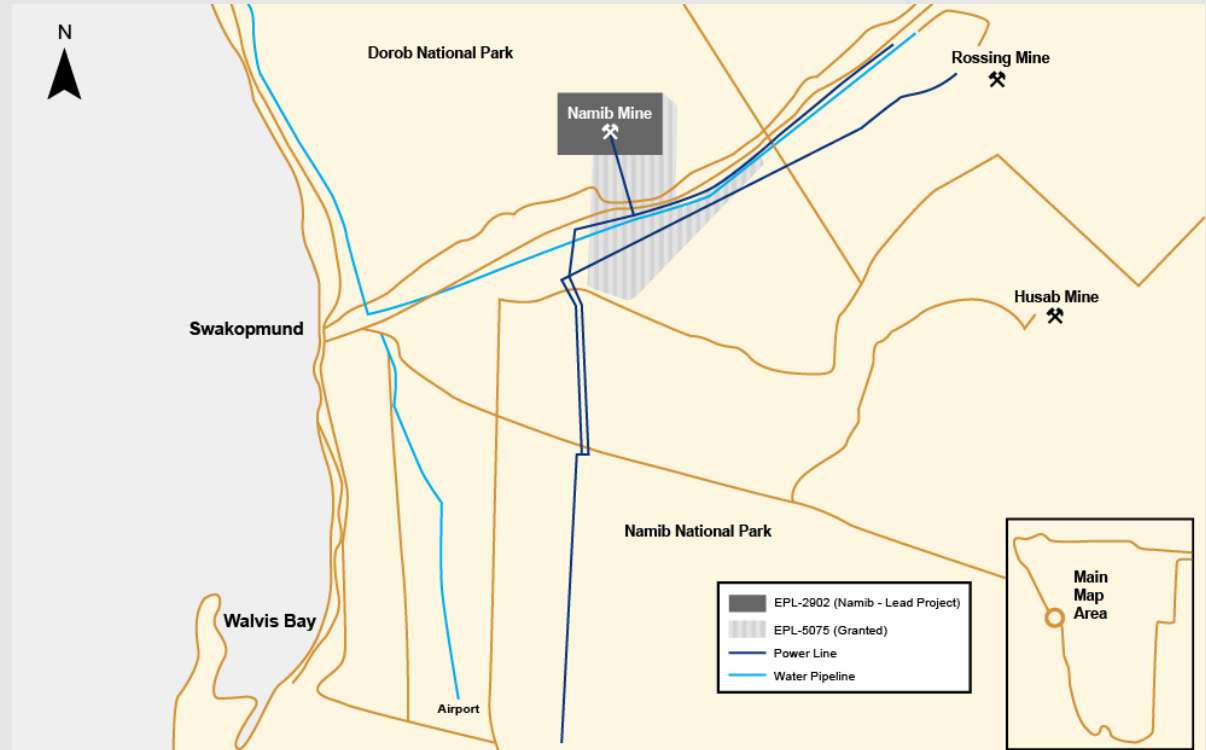 N
Dorob National Park
Rossing Mine
Namib Mine
Husab Mine
Swakopmund
Namib National Park
Walvis Bay
Airport
EPL-2902 (Namib - Lead Project)
EPL-5075 (Granted)
Power Line
Water Pipeline
Main
Map
Area